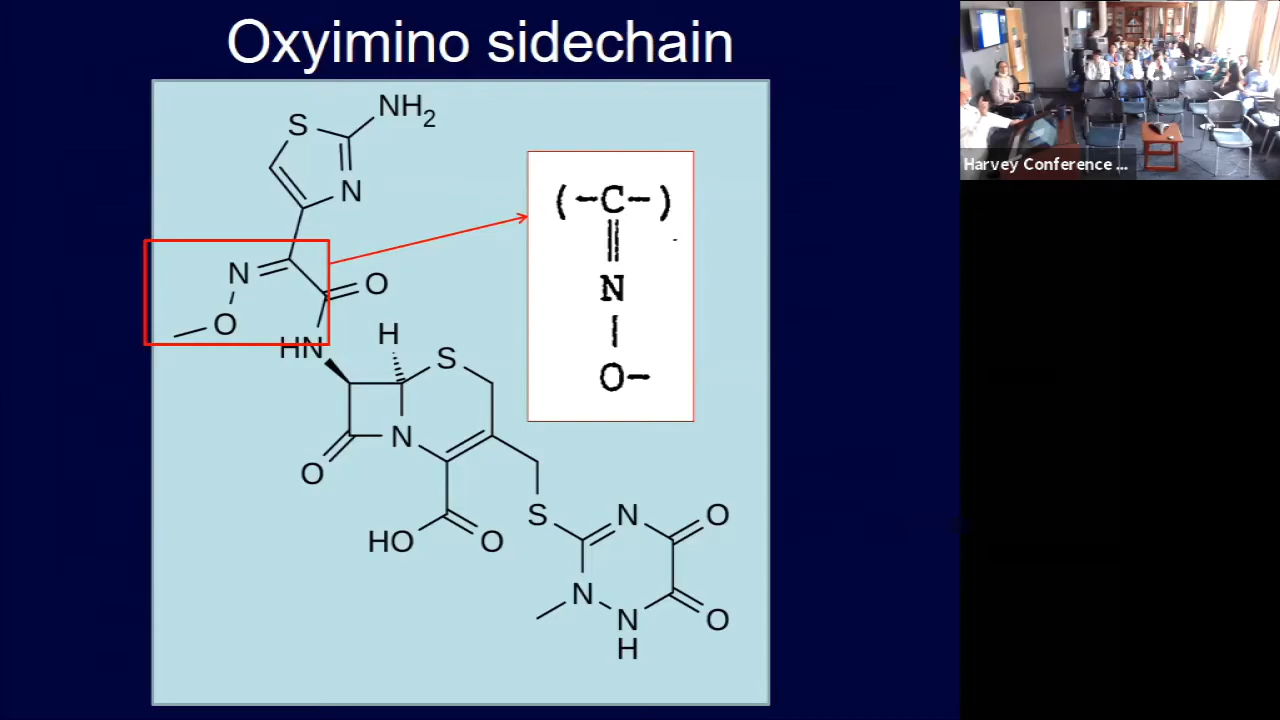 Oxyimino sidechain
S
NH2
N
N
O
O
HN
H
S
N
O
HO
O
S
N
O
N
N
H
O
(-C-)
N
O-
Harvey Conference ...